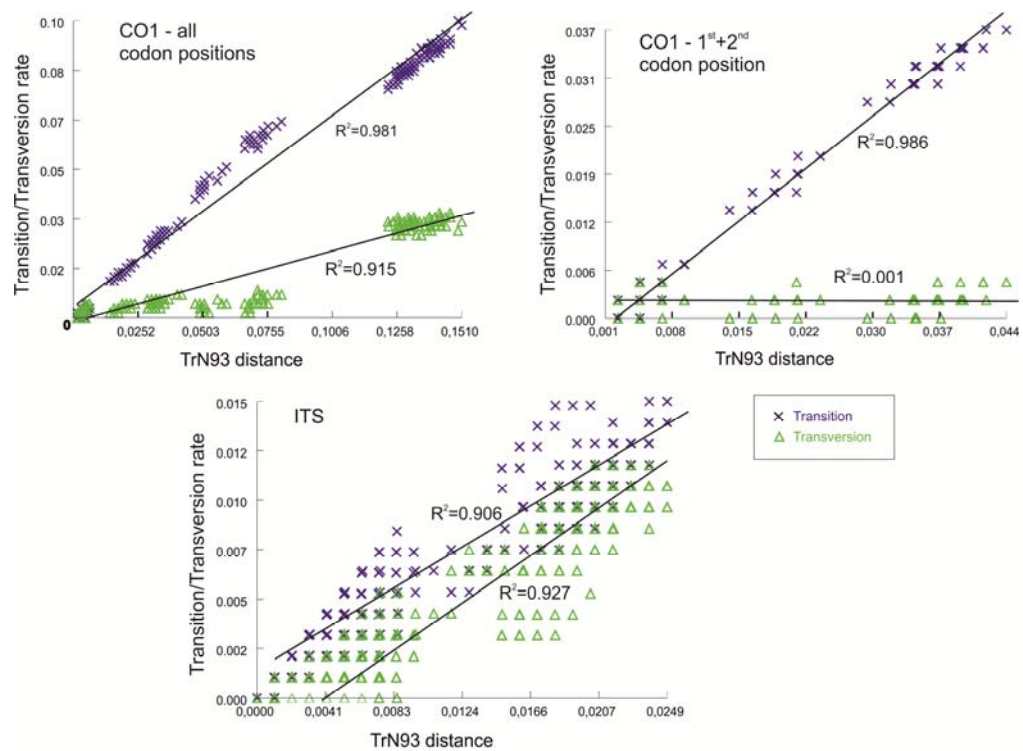 CO1 - all
codon positions
Transition/Transversion rate
0.10
0.08
0.07
0.05
0.03
0.02
0
R²=0.981
R²=0.915
0,0252
0,0503
0,0755
0,1006
0,1258
0,1510
TrN93 distance
CO1 - 1st+2nd
codon position
Transition/Transversion rate
0.037
0.031
0.025
0.019
0.012
0.006
0.000
R²=0.986
R²=0.001
0,001
0,008
0,015
0,022
0,030
0,037
0,044
TrN93 distance
ITS
Transition/Transversion rate
0.015
0.012
0.010
0.007
0.005
0.002
0.000
R²=0.906
R²=0.927
0,0000
0,0041
0,0083
0,0124
0,0166
0,0207
0,0249
TrN93 distance
Transition
Transversion